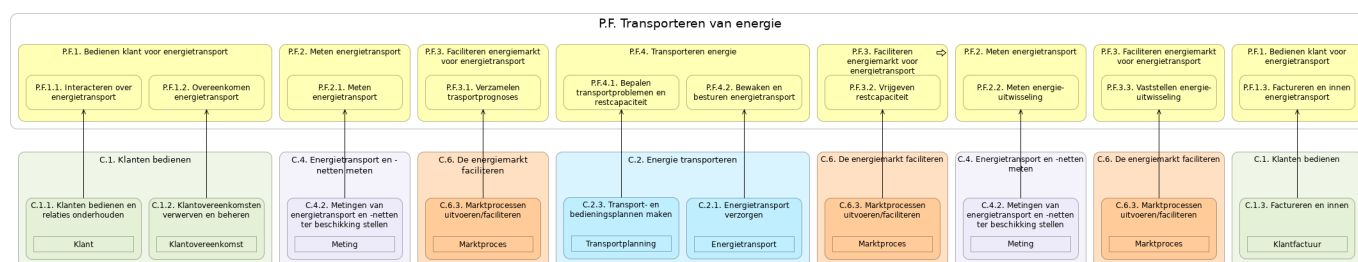 P.F. Transporteren van energie
P.F.1. Bedienen klant voor energietransport
P.F.1.1. Interacteren over
energietransport
P.F.1.2. Overeenkomen
energietransport
P.F.2. Meten energietransport
P.F.2.1. Meten
energietransport
P.F.3. Faciliteren energiemarkt
voor energietransport
P.F.3.1. Verzamelen
trasportprognoses
P.F.4. Transporteren energie
P.F.4.1. Bepalen
transportproblemen en
restcapaciteit
P.F.4.2. Bewaken en
besturen energietransport
P.F.3. Faciliteren
energiemarkt voor
energietransport
P.F.3.2. Vrijgeven
restcapaciteit
P.F.2. Meten energietransport
P.F.2.2. Meten energie-
uitwisseling
P.F.3. Faciliteren energiemarkt
voor energietransport
P.F.3.3. Vaststellen energie-
uitwisseling
P.F.1. Bedienen klant voor
energietransport
P.F.1.3. Factureren en innen
energietransport
C.1. Klanten bedienen
C.1.1. Klanten bedienen en
relaties onderhouden
Klant
C.1.2. Klantovereenkomsten
verwerven en beheren
Klantovereenkomst
C.4. Energietransport en -
netten meten
C.4.2. Metingen van
energietransport en -netten
ter beschikking stellen
Meting
C.6. De energiemarkt
faciliteren
C.6.3. Marktprocessen
uitvoeren/faciliteren
Marktproces
C.2. Energie transporteren
C.2.3. Transport- en
bedieningsplannen maken
Transportplanning
C.2.1. Energietransport
verzorgen
Energietransport
C.6. De energiemarkt faciliteren
C.6.3. Marktprocessen
uitvoeren/faciliteren
Marktproces
C.4. Energietransport en -netten
meten
C.4.2. Metingen van
energietransport en -netten
ter beschikking stellen
Meting
C.6. De energiemarkt faciliteren
C.6.3. Marktprocessen
uitvoeren/faciliteren
Marktproces
C.1. Klanten bedienen
C.1.3. Factureren en innen
Klantfactuur